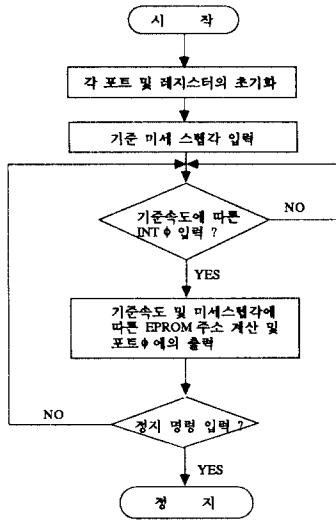 시 작
각 포트 및 레지스터의 초기화
기준 미세 스텝각 입력
기준속도에 따른
INT φ 입력 ?
NO
YES
기준속도 및 미세스텝각에
따른 EPROM 주소 계산 및
포트 φ 에의 출력
NO
정지 명령 입력 ?
YES
정 지